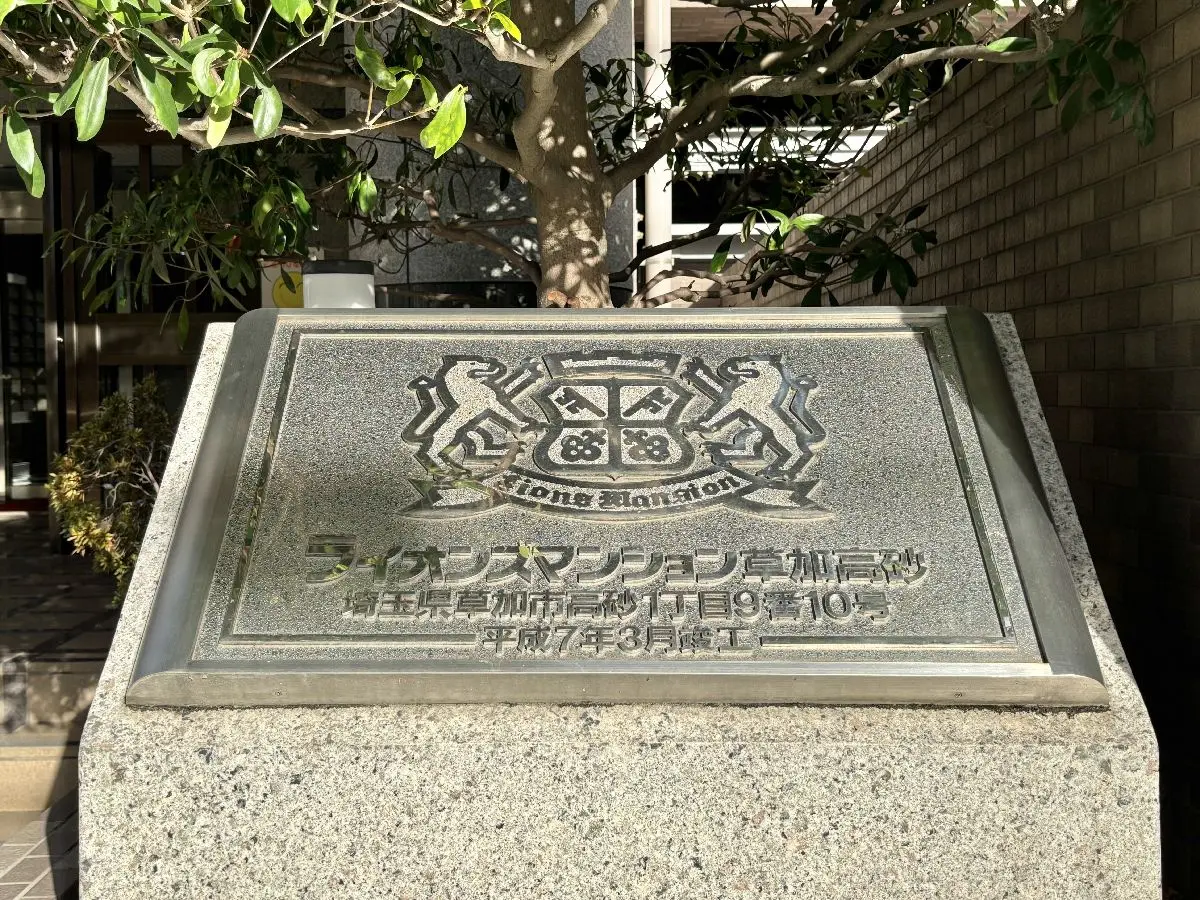 Lions Mansion
ライオンズマンション草加高砂
埼玉県草加市高砂1丁目9番10号
平成7年3月竣工